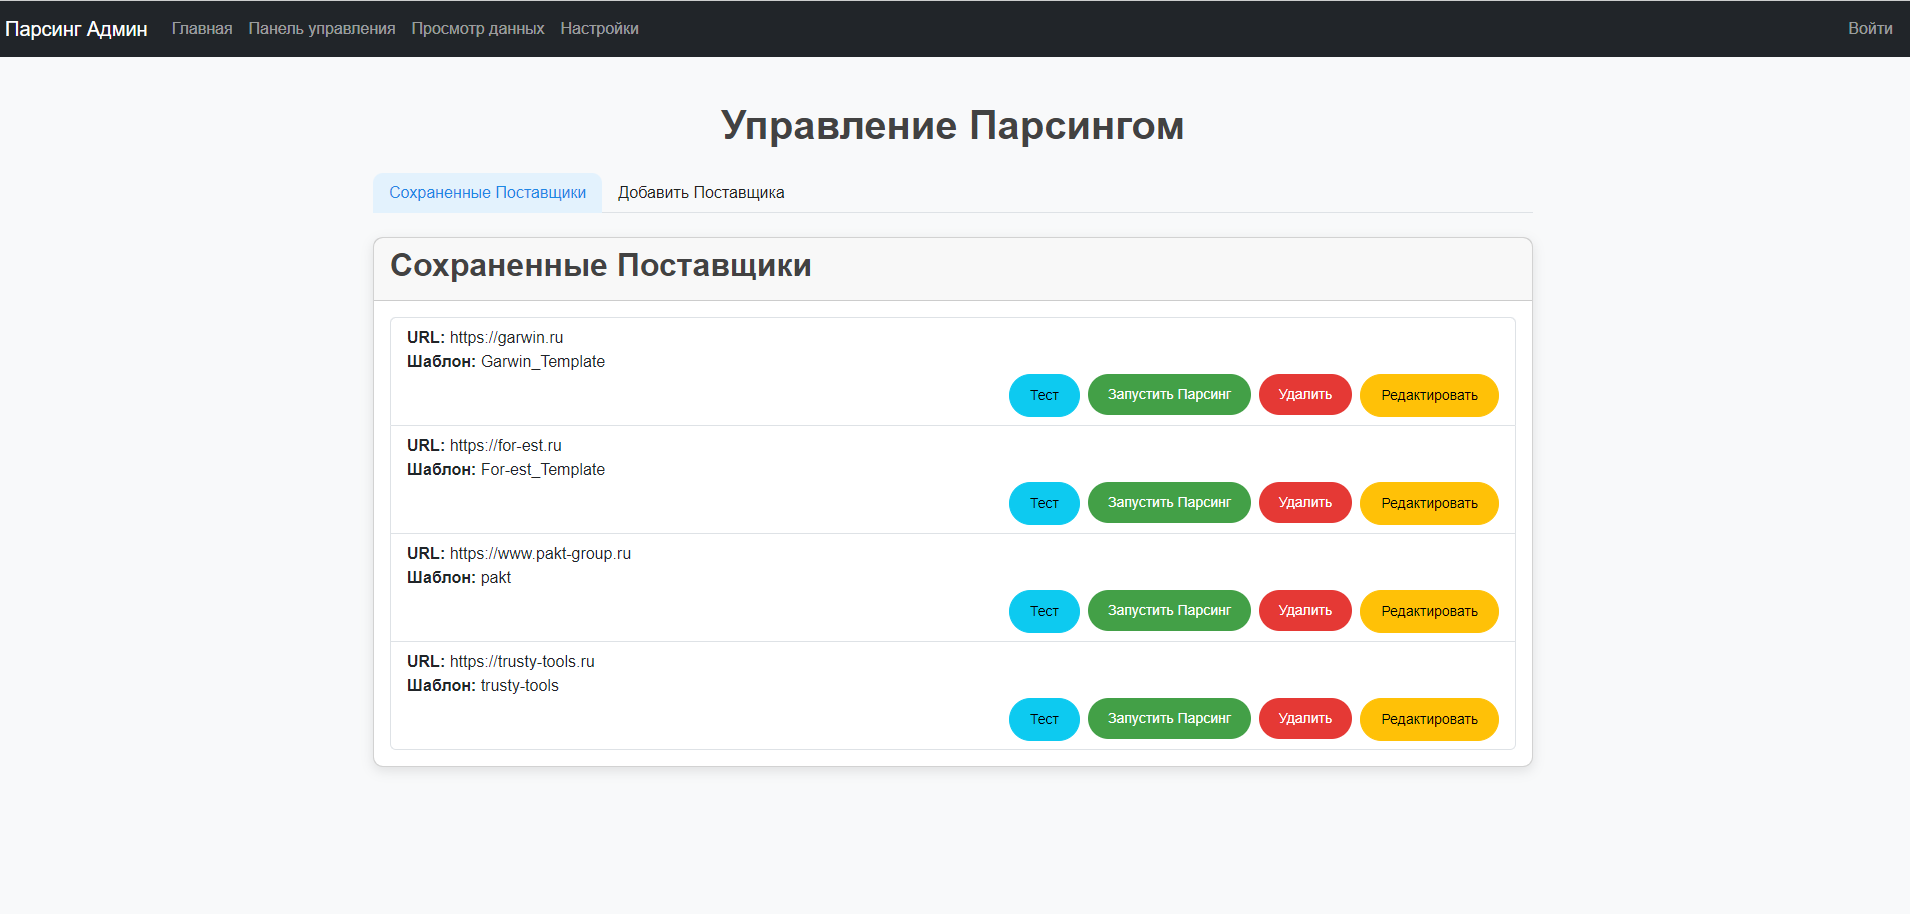 Парсинг Админ Главная Панель управления Просмотр данных Настройки Войти
Управление Парсингом
Сохраненные Поставщики Добавить Поставщика
Сохраненные Поставщики
URL: https://garwin.ru
Шаблон: Garwin_Template
Тест Запустить Парсинг Удалить Редактировать
URL: https://for-est.ru
Шаблон: For-est_Template
Тест Запустить Парсинг Удалить Редактировать
URL: https://www.pakt-group.ru
Шаблон: pakt
Тест Запустить Парсинг Удалить Редактировать
URL: https://trusty-tools.ru
Шаблон: trusty-tools
Тест Запустить Парсинг Удалить Редактировать